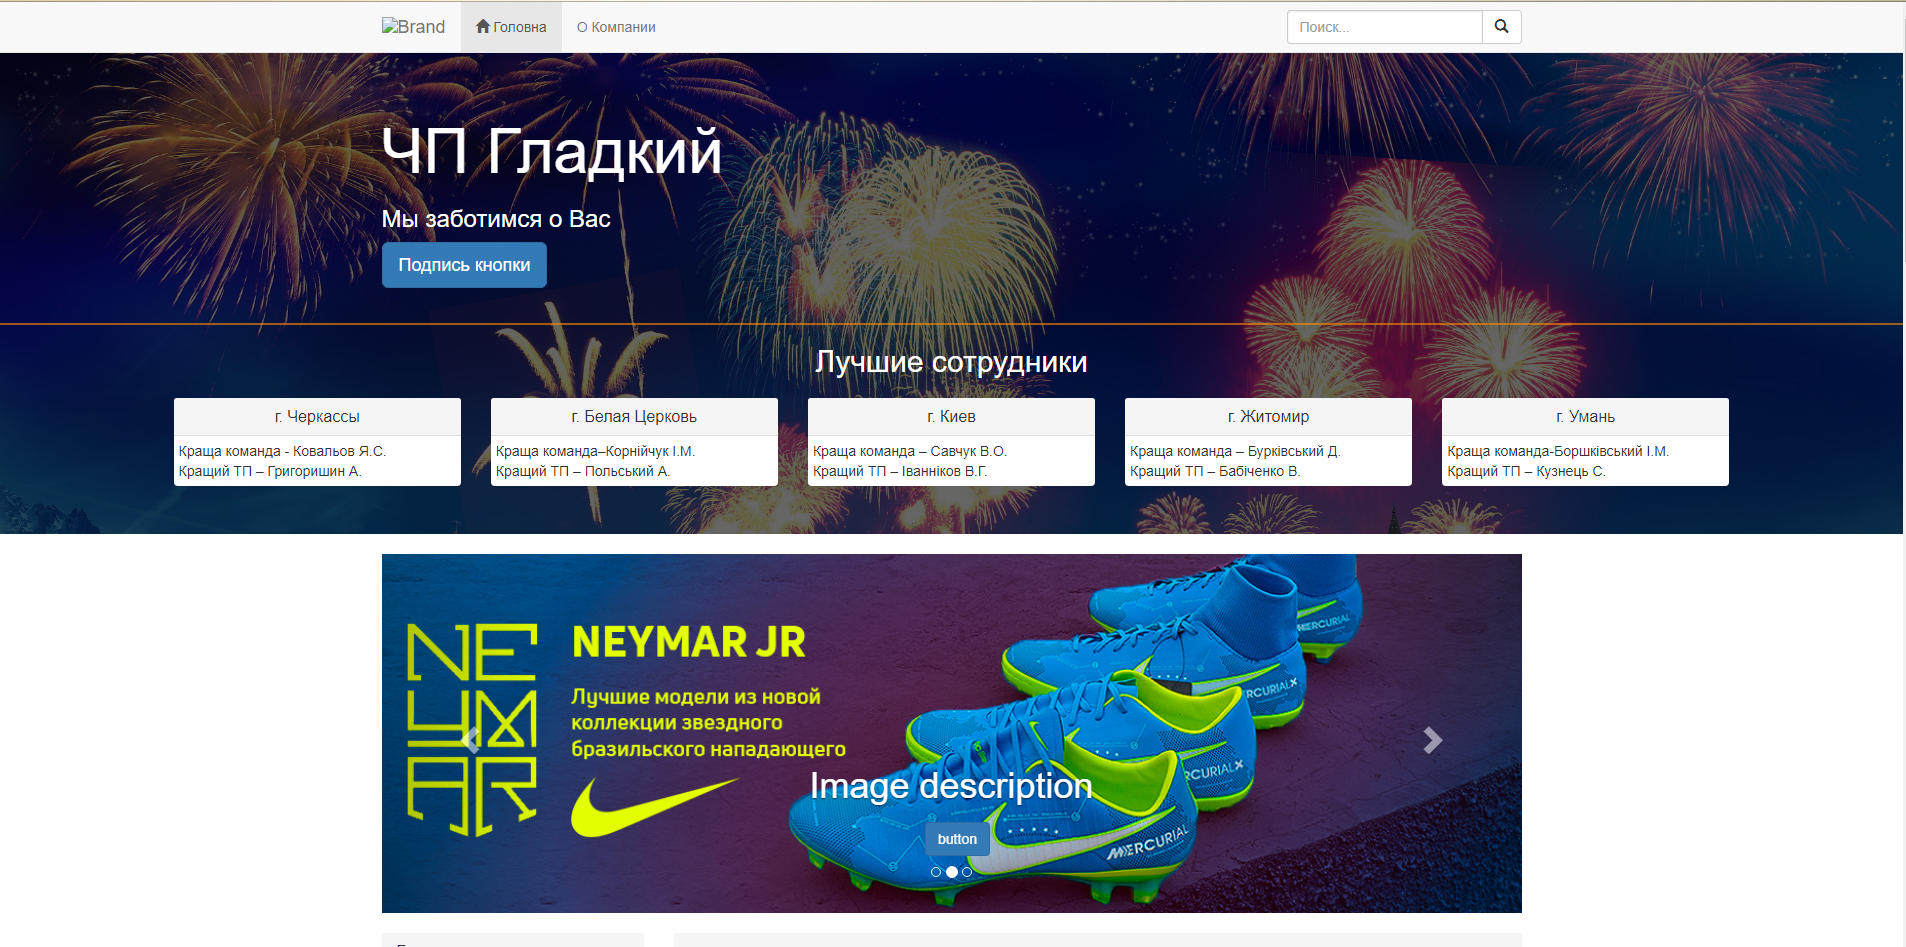 Brand
Головна
О Компании
Поиск...
ЧП Гладкий
Мы заботимся о Вас
Подпись кнопки
Лучшие сотрудники
г. Черкассы
Краща команда - Ковальов Я.С.
Кращий ТП – Григоришин А.
г. Белая Церковь
Краща команда–Корнійчук І.М.
Кращий ТП – Польський А.
г. Киев
Краща команда – Савчук В.О.
Кращий ТП – Іванніков В.Г.
г. Житомир
Краща команда – Бурківський Д.
Кращий ТП – Бабіченко В.
г. Умань
Краща команда-Боршківський І.М.
Кращий ТП – Кузнець С.
NEYMAR
NEYMAR JR
Лучшие модели из новой
коллекции звездного
бразильского нападающего
MERCURIAL
MERCURIAL
MERCURIAL
MERCURIAL
Image description
button